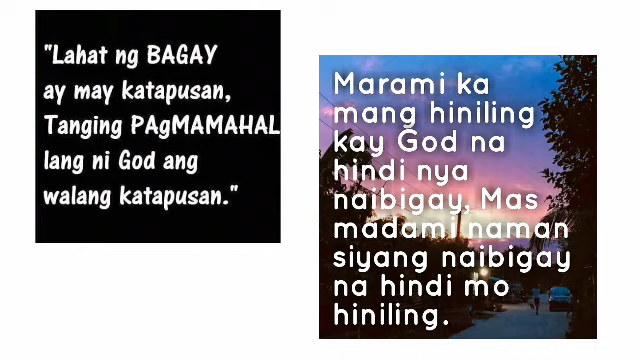 "Lahat ng BAGAY
ay may katapusan,
Tanging PAgMAMAHAL
lang ni God ang
walang katapusan."
Marami ka
mang hiniling
kay God na
hindi nya
naibigay, Mas
madami naman
siyang naibigay
na hindi mo
hiniling.